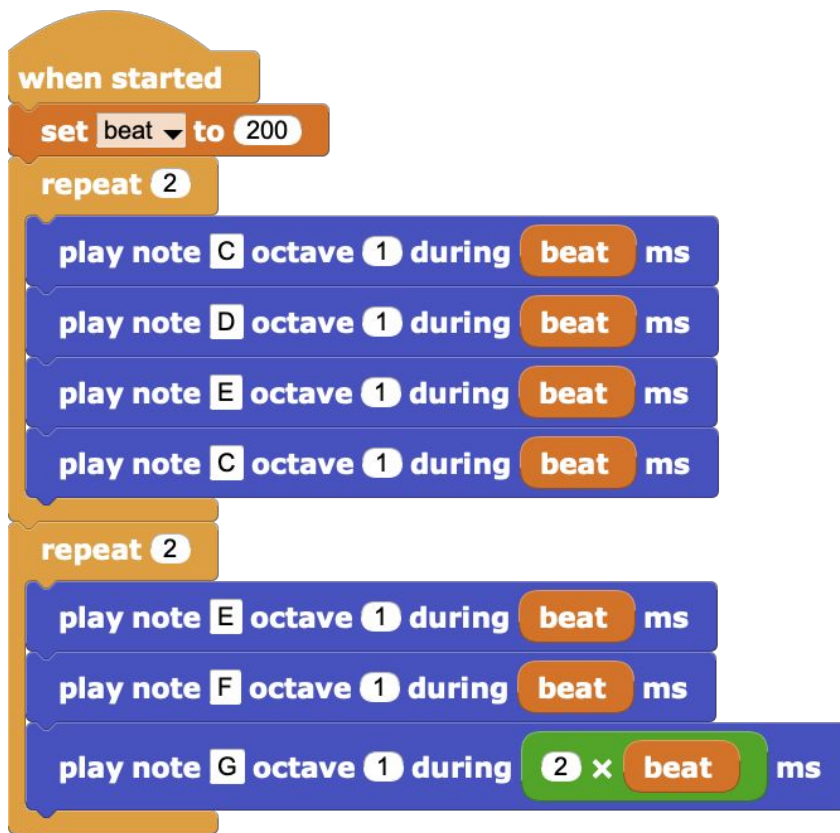 when started
set beat to 200
repeat 2
play note C octave 1 during beat ms
play note D octave 1 during beat ms
play note E octave 1 during beat ms
play note C octave 1 during beat ms
repeat 2
play note E octave 1 during beat ms
play note F octave 1 during beat ms
play note G octave 1 during 2 × beat ms